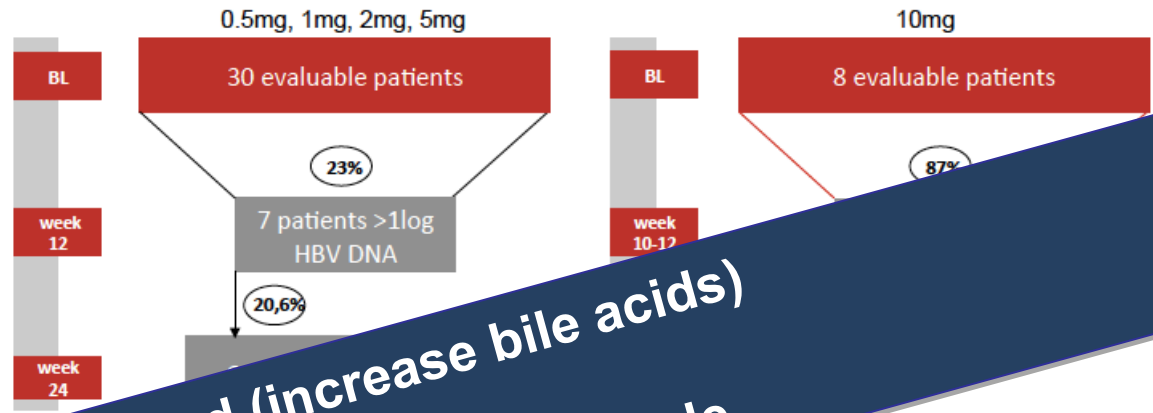 0.5mg, 1mg, 2mg, 5mg
BL
30 evaluable patients
23%
week
12
7 patients >1log
HBV DNA
20,6%
week
24
10mg
BL
8 evaluable patients
87%
week
10-12
(increase bile acids)